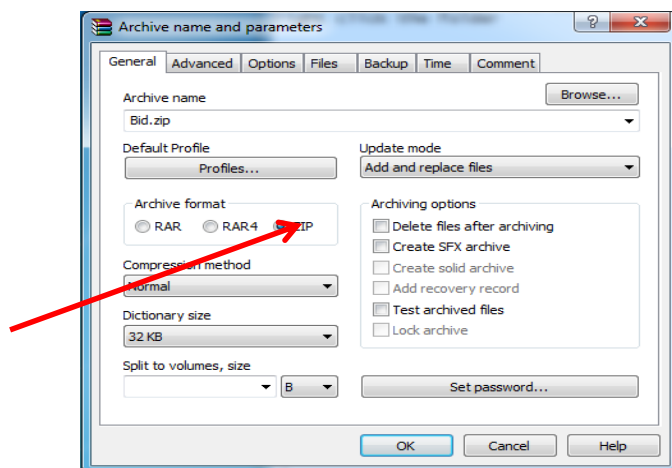 Archive name and parameters
General Advanced Options Files Backup Time Comment
Archive name
Browse...
Bid.zip
Default Profile
Update mode
Profiles...
Add and replace files
Archive format
Archiving options
RAR RAR4 ZIP
Delete files after archiving
Create SFX archive
Compression method
Create solid archive
Normal
Add recovery record
Dictionary size
Test archived files
32 KB
Lock archive
Split to volumes, size
B
Set password...
OK Cancel Help